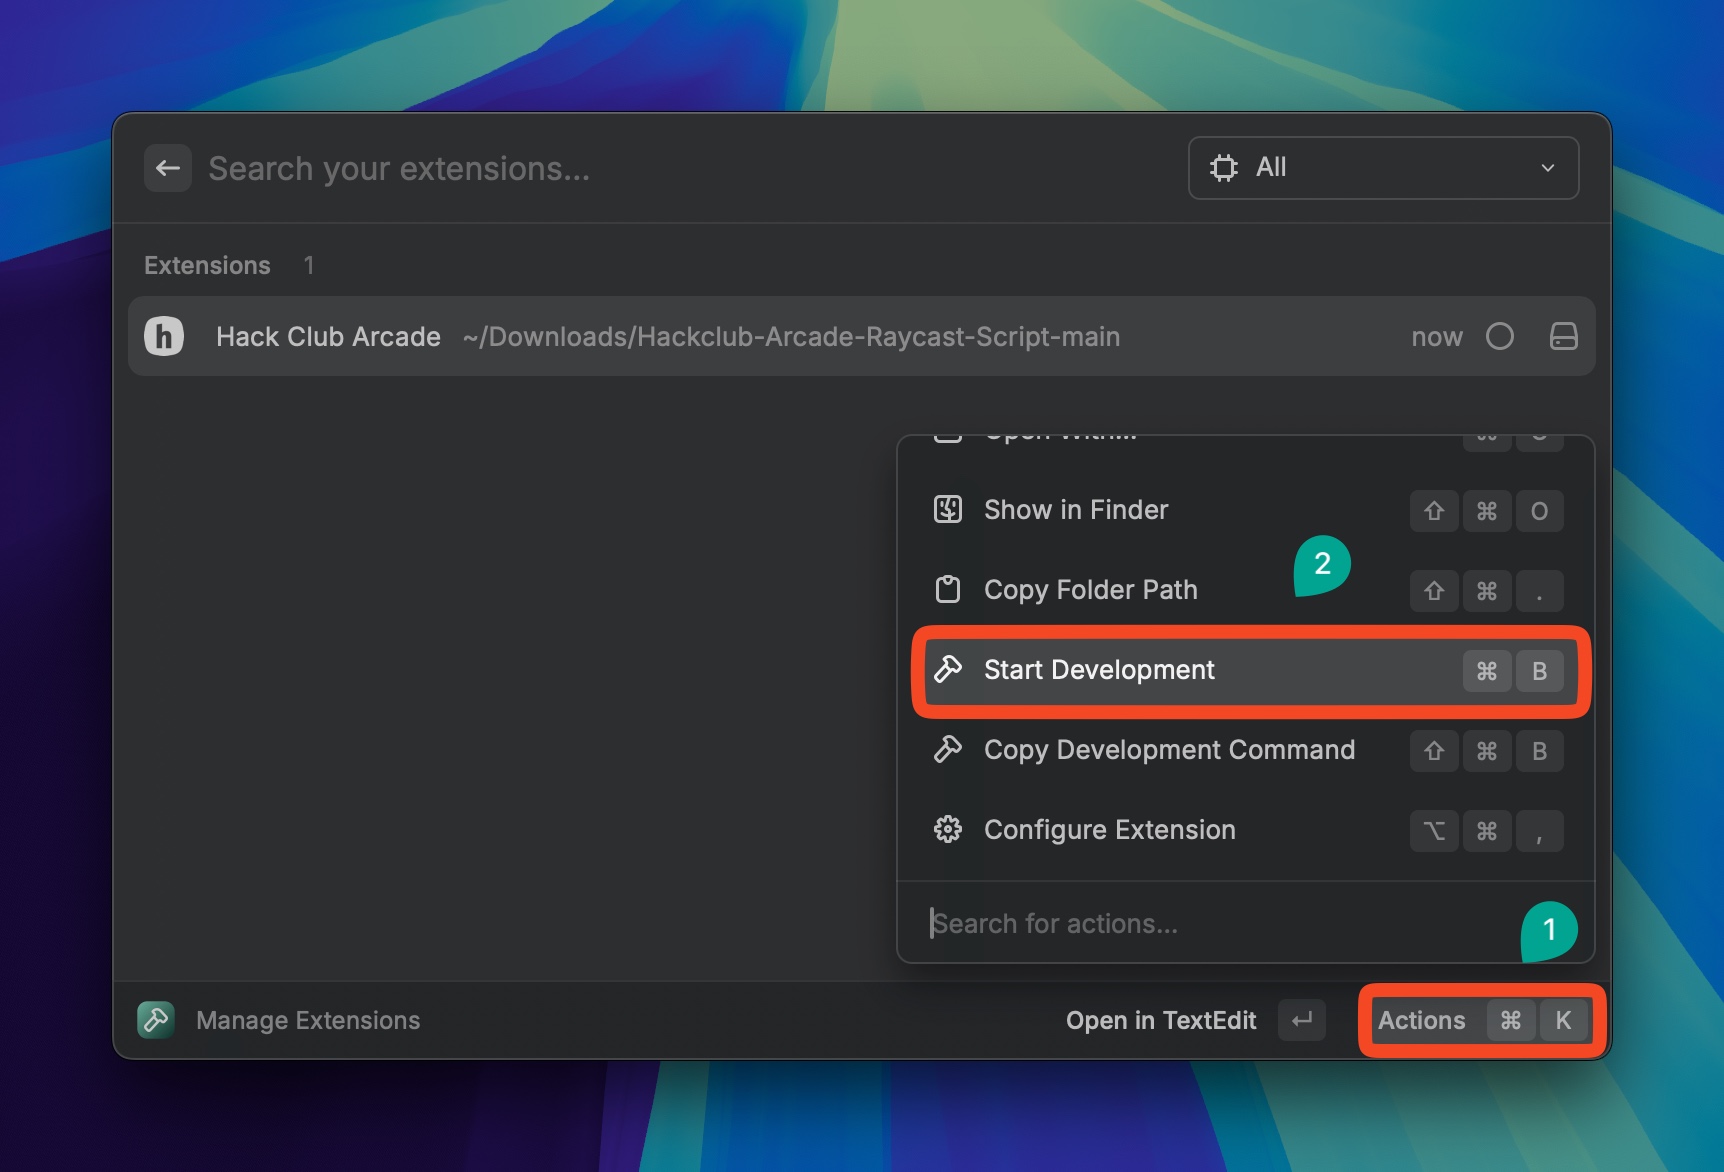 Search your extensions...
All
Extensions 1
h Hack Club Arcade ~/Downloads/Hackclub-Arcade-Raycast-Script-main now
Open With...
Show in Finder ⇧ ⌘ O
2
Copy Folder Path ⇧ ⌘ .
Start Development ⌘ B
Copy Development Command ⇧ ⌘ B
Configure Extension ⌥ ⌘ ,
Search for actions...
1
Manage Extensions Open in TextEdit ↵ Actions ⌘ K